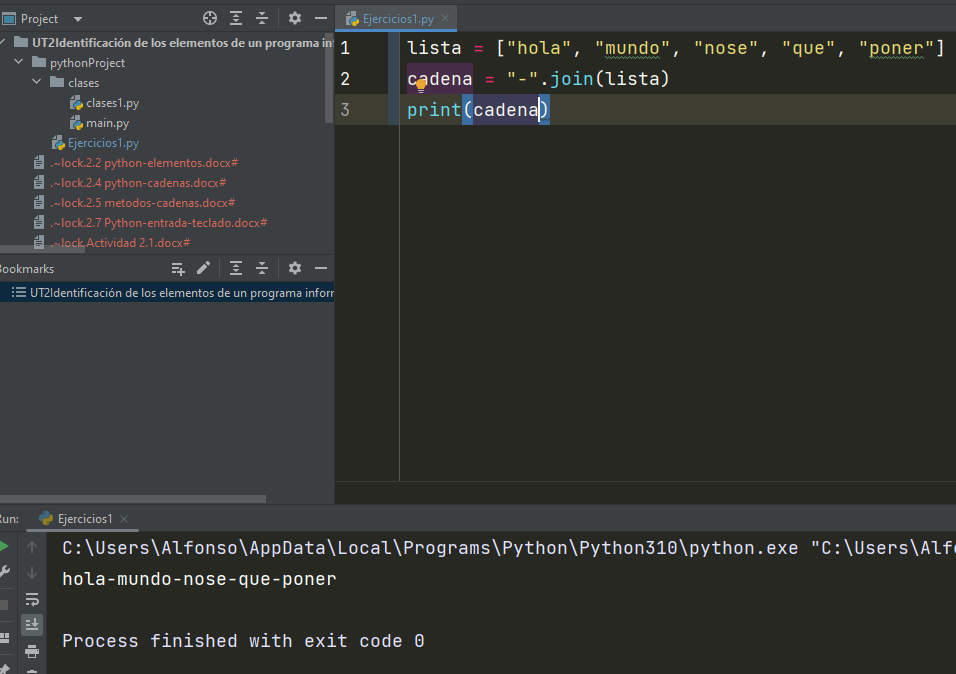 Project
UT2Identificación de los elementos de un programa in
pythonProject
clases
clases1.py
main.py
Ejercicios1.py
.~lock.2.2 python-elementos.docx#
.~lock.2.4 python-cadenas.docx#
.~lock.2.5 metodos-cadenas.docx#
.~lock.2.7 Python-entrada-teclado.docx#
.~lock.Actividad 2.1.docx#
Bookmarks
UT2Identificación de los elementos de un programa inforr
Ejercicios1.py
1 lista = ["hola", "mundo", "nose", "que", "poner"]
2 cadena = "-".join(lista)
3 print(cadena)
Run: Ejercicios1
C:\Users\Alfonso\AppData\Local\Programs\Python\Python310\python.exe "C:\Users\Alfo
hola-mundo-nose-que-poner
Process finished with exit code 0